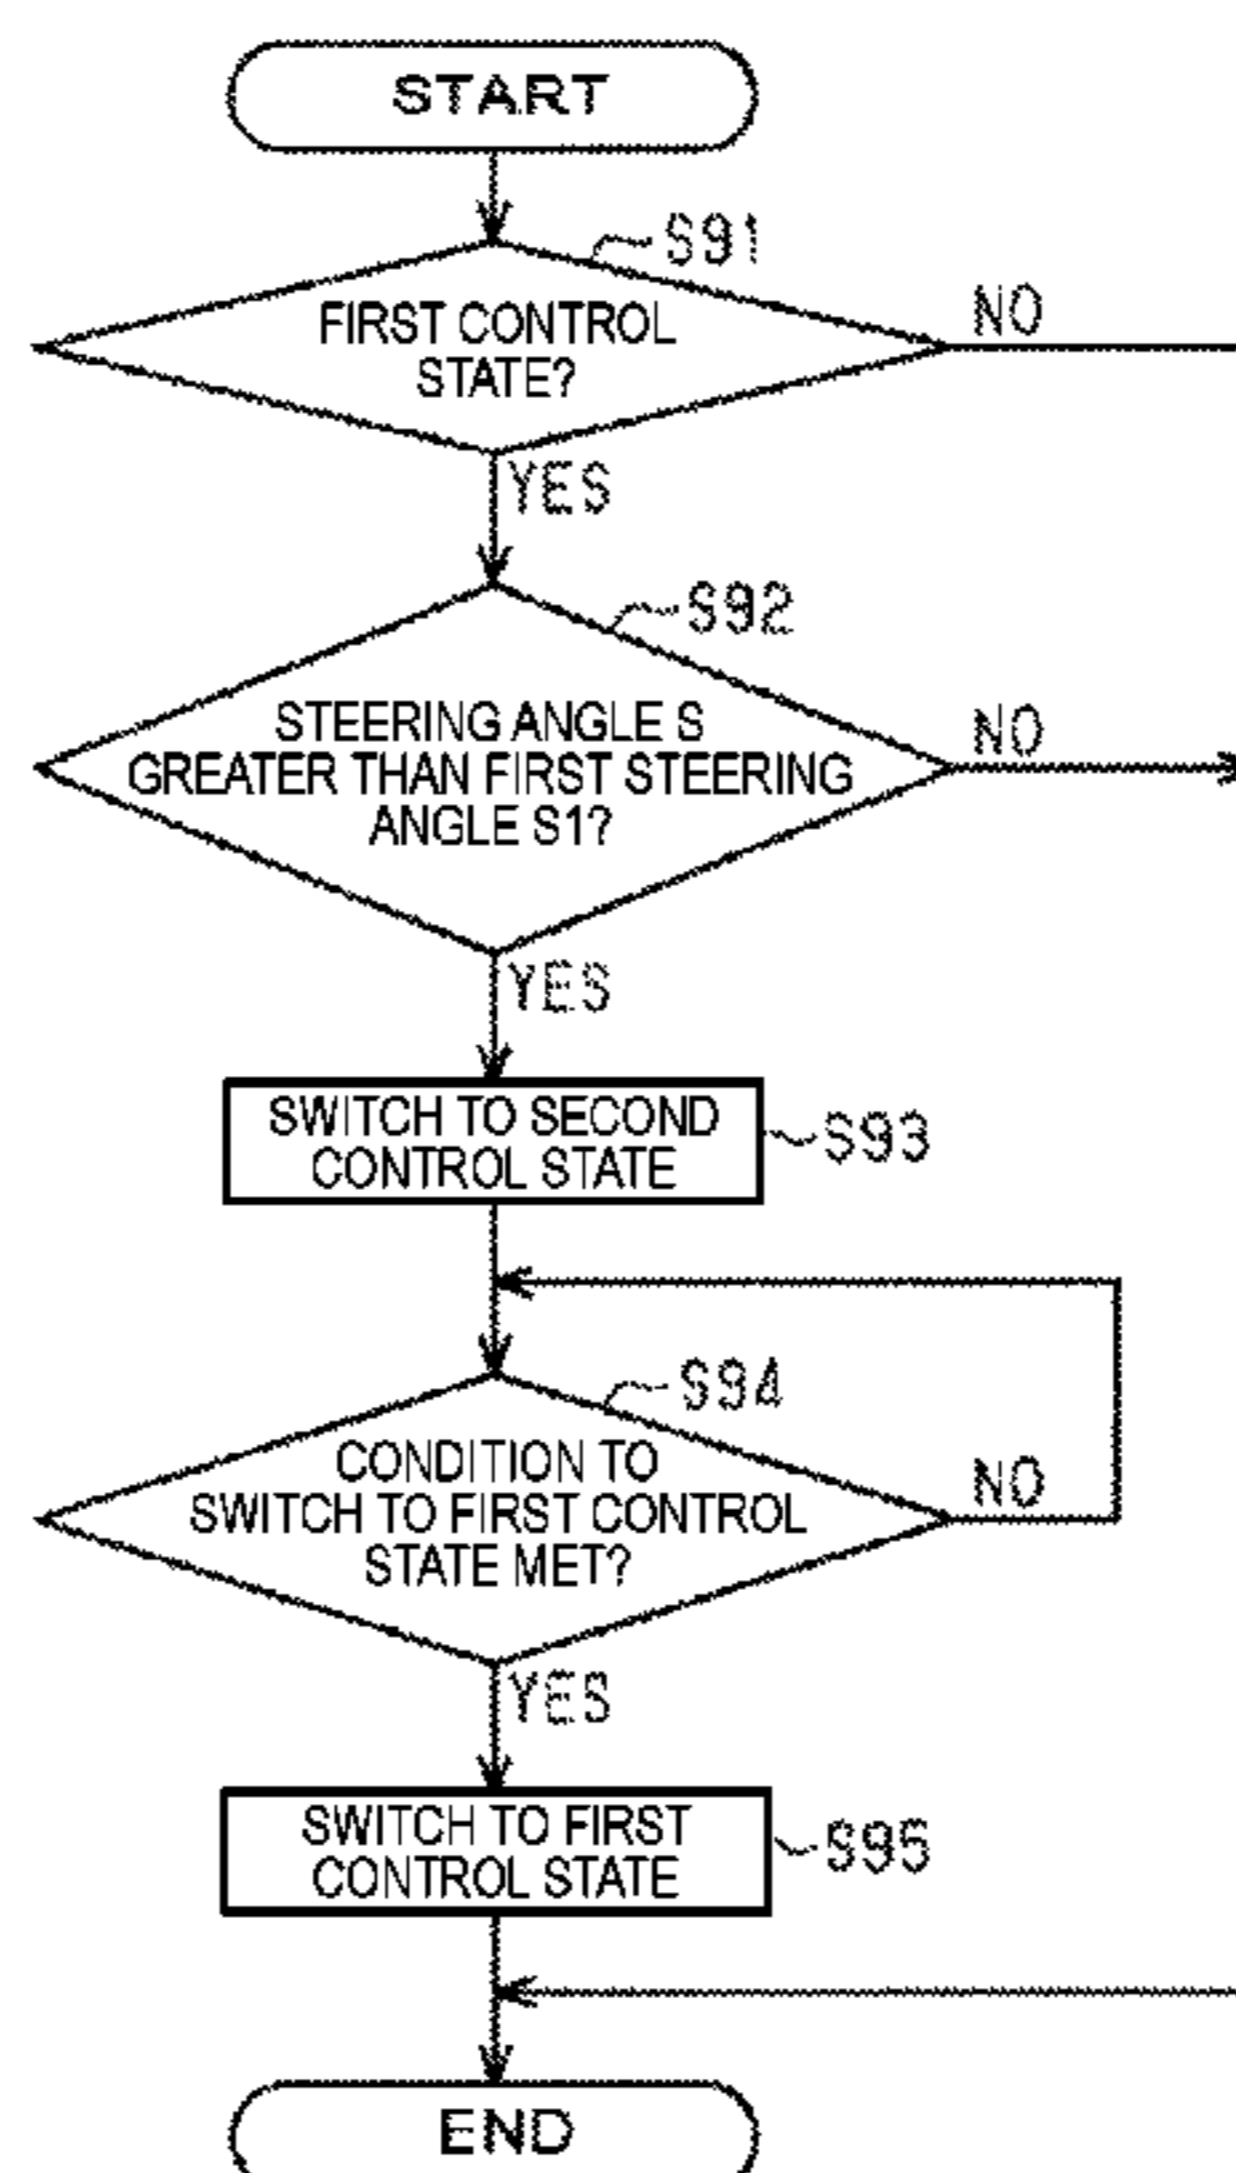 START
S91
FIRST CONTROL
STATE?
NO
YES
S92
STEERING ANGLE S
GREATER THAN FIRST STEERING
ANGLE S1?
NO
YES
SWITCH TO SECOND
CONTROL STATE
S93
S94
CONDITION TO
SWITCH TO FIRST CONTROL
STATE MET?
NO
YES
SWITCH TO FIRST
CONTROL STATE
S95
END